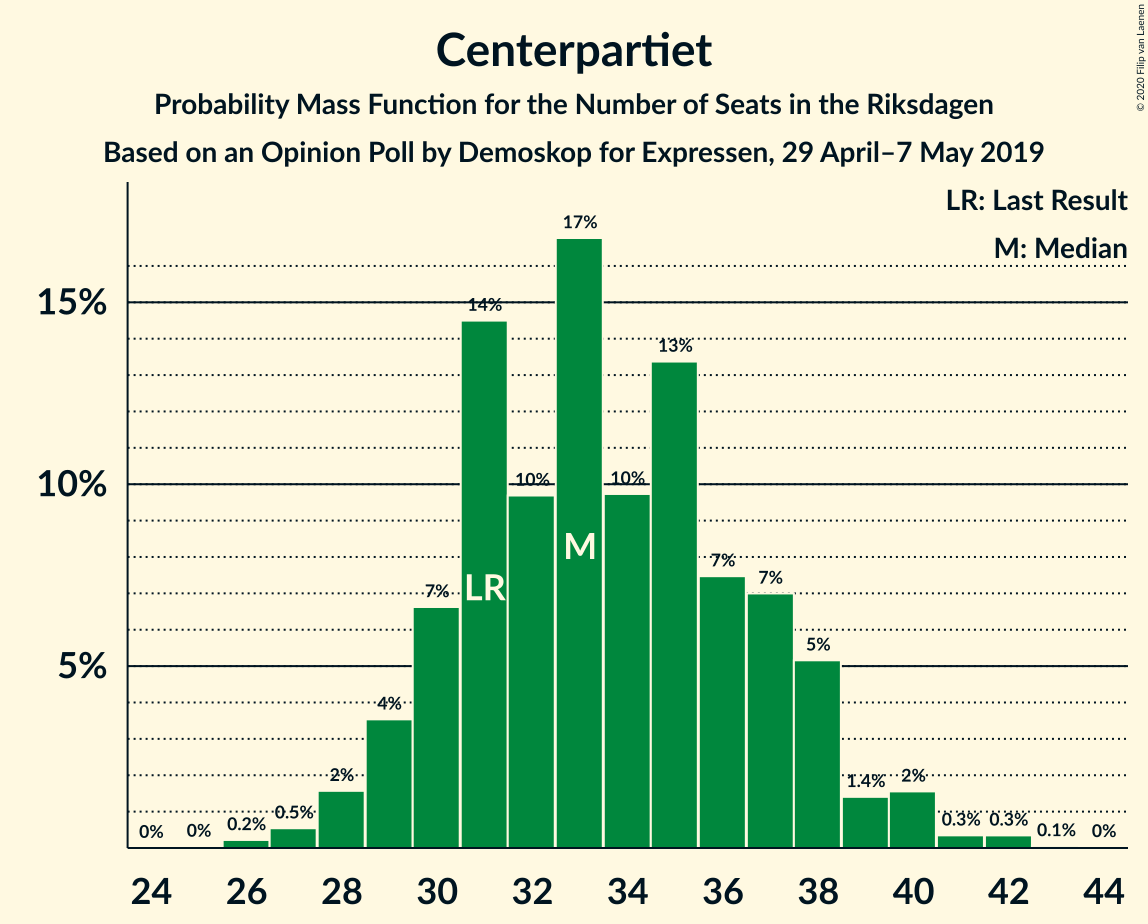 Centerpartiet
Probability Mass Function for the Number of Seats in the Riksdagen
Based on an Opinion Poll by Demoskop for Expressen, 29 April–7 May 2019
© 2020 Filip van Laenen
LR: Last Result
M: Median
15%
10%
5%
0%
0%
0.2%
0.5%
2%
4%
7%
14%
10%
17%
10%
13%
7%
7%
5%
1.4%
2%
0.3%
0.3%
0.1%
0%
LR
M
24 26 28 30 32 34 36 38 40 42 44